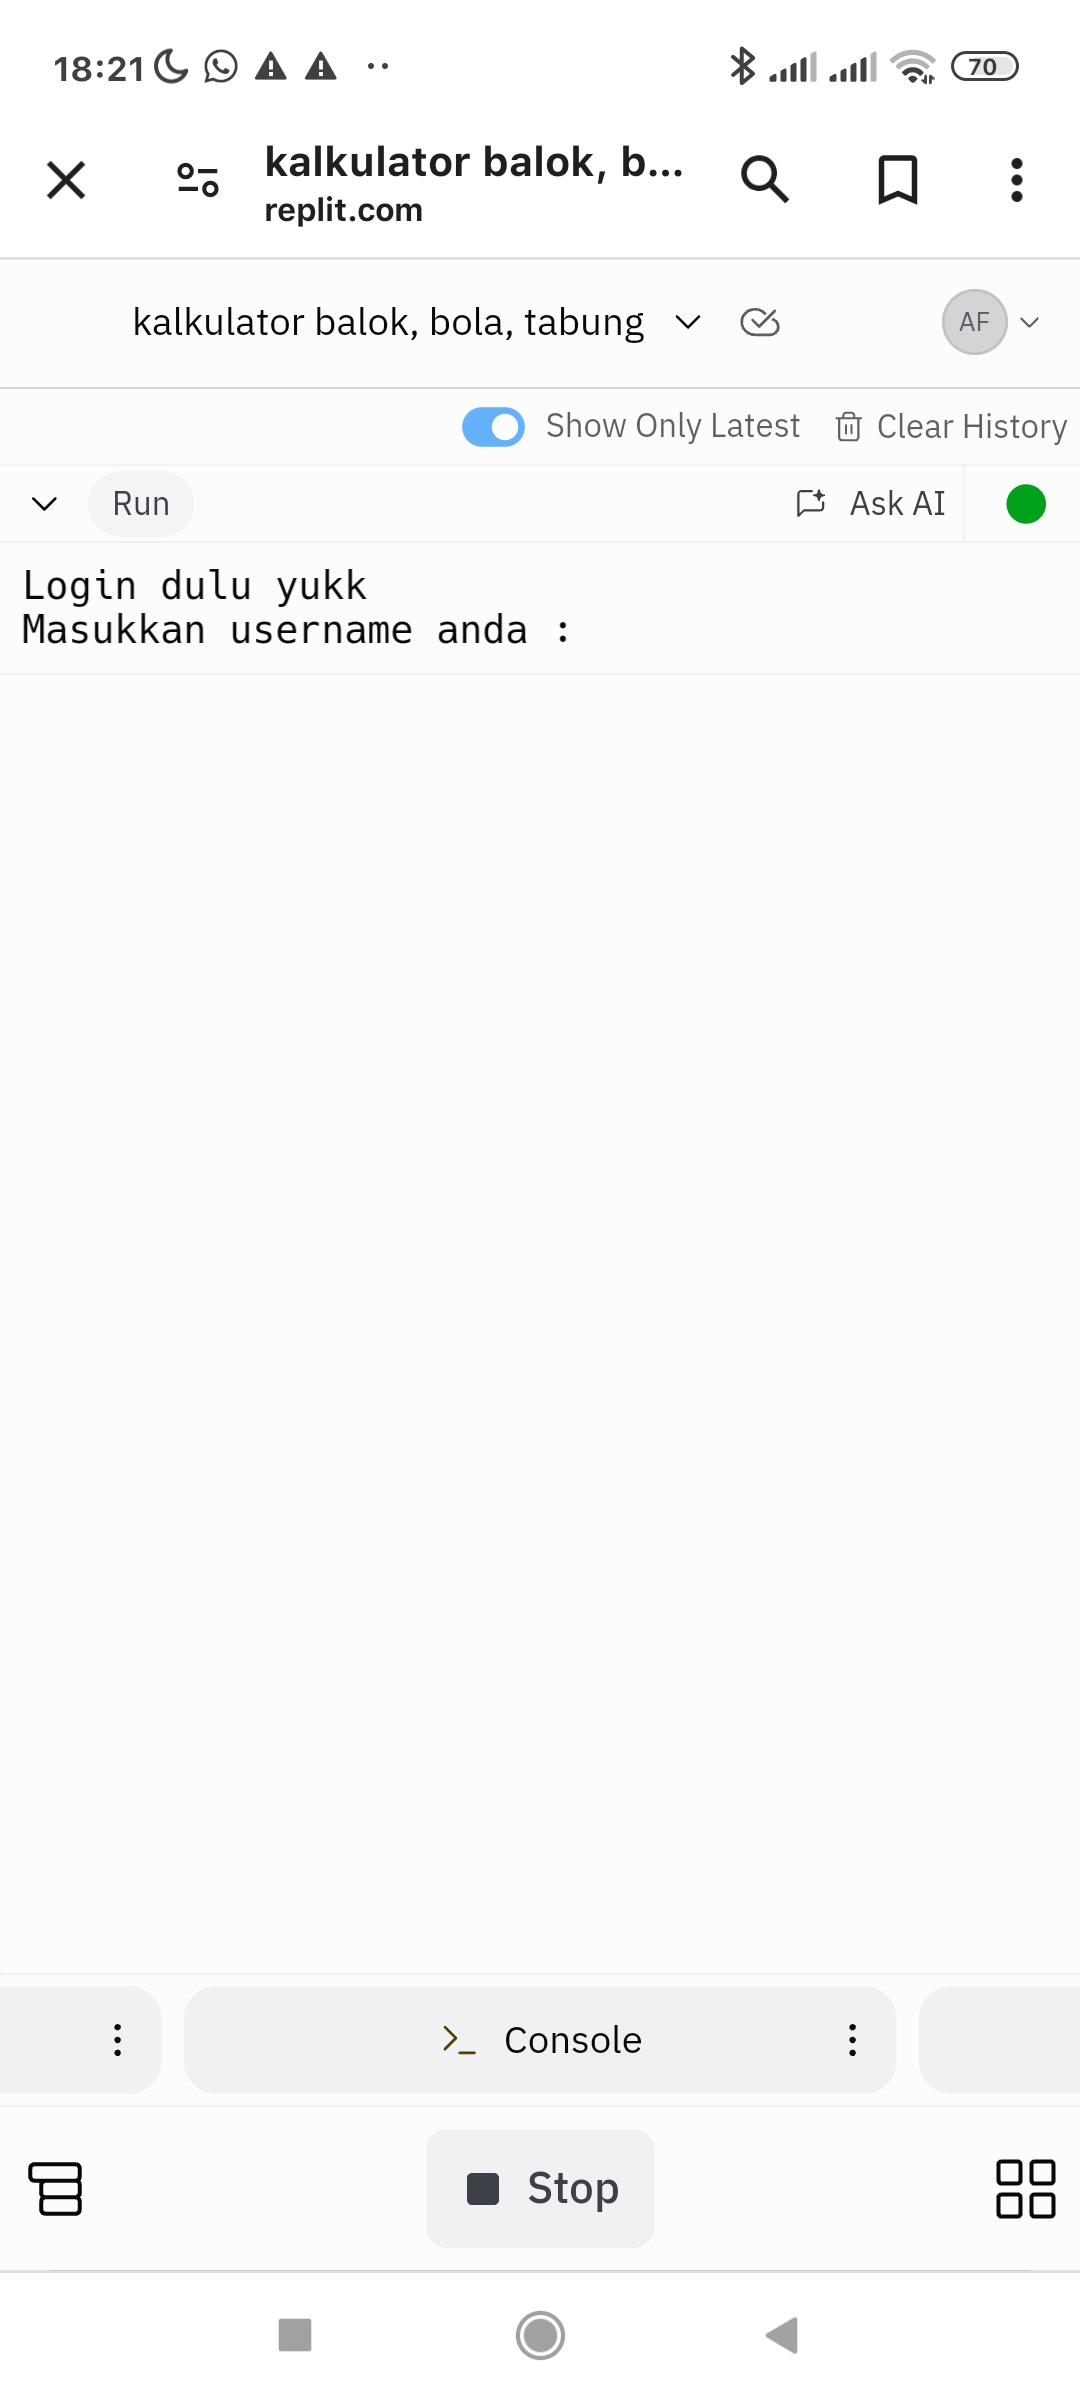 18:21
70
kalkulator balok, b...
replit.com
kalkulator balok, bola, tabung
AF
Show Only Latest
Clear History
Run
Ask AI
Login dulu yukk
Masukkan username anda :
Console
Stop